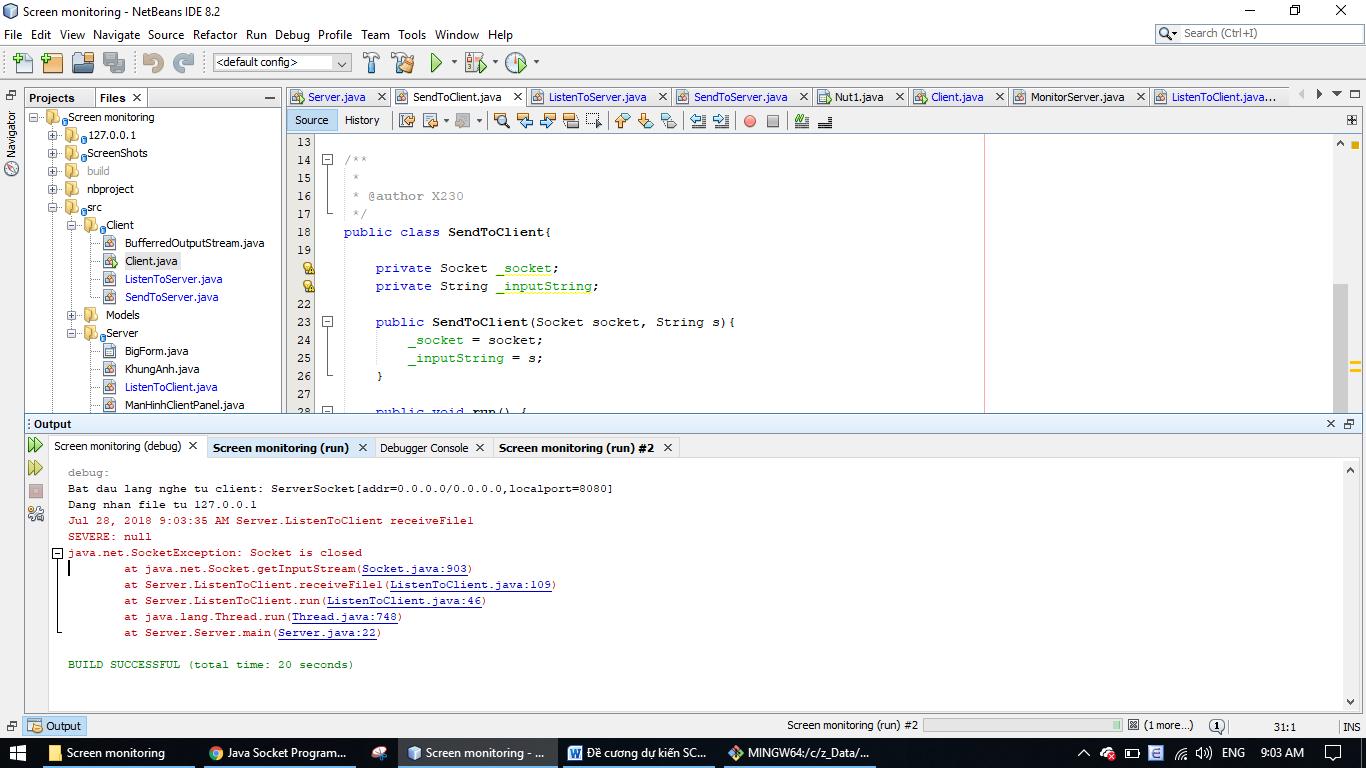 Screen monitoring - NetBeans IDE 8.2
File Edit View Navigate Source Refactor Run Debug Profile Team Tools Window Help
Search (Ctrl+I)
<default config>
Projects Files
Server.java SendToClient.java ListenToServer.java SendToServer.java Nut1.java Client.java MonitorServer.java ListenToClient.java...
Navigator
Source History
Screen monitoring
127.0.0.1
ScreenShots
build
nbproject
src
Client
BufferredOutputStream.java
Client.java
ListenToServer.java
SendToServer.java
Models
Server
BigForm.java
KhungAnh.java
ListenToClient.java
ManHinhClientPanel.java
13
14 /**
15 *
16 * @author X230
17 */
18 public class SendToClient{
19
private Socket _socket;
private String _inputString;
22
23 public SendToClient(Socket socket, String s){
24 _socket = socket;
25 _inputString = s;
26 }
27
28 public void run() {
Output
Screen monitoring (debug) Screen monitoring (run) Debugger Console Screen monitoring (run) #2
debug:
Bat dau lang nghe tu client: ServerSocket[addr=0.0.0.0/0.0.0.0,localport=8080]
Dang nhan file tu 127.0.0.1
Jul 28, 2018 9:03:35 AM Server.ListenToClient receiveFile1
SEVERE: null
java.net.SocketException: Socket is closed
at java.net.Socket.getInputStream(Socket.java:903)
at Server.ListenToClient.receiveFile1(ListenToClient.java:109)
at Server.ListenToClient.run(ListenToClient.java:46)
at java.lang.Thread.run(Thread.java:748)
at Server.Server.main(Server.java:22)
BUILD SUCCESSFUL (total time: 20 seconds)
Output
Screen monitoring (run) #2 (1 more...) 1 31:1 INS
Screen monitoring Java Socket Program... Screen monitoring - ... Đề cương dự kiến SC... MINGW64:/c/z_Data/... ENG 9:03 AM